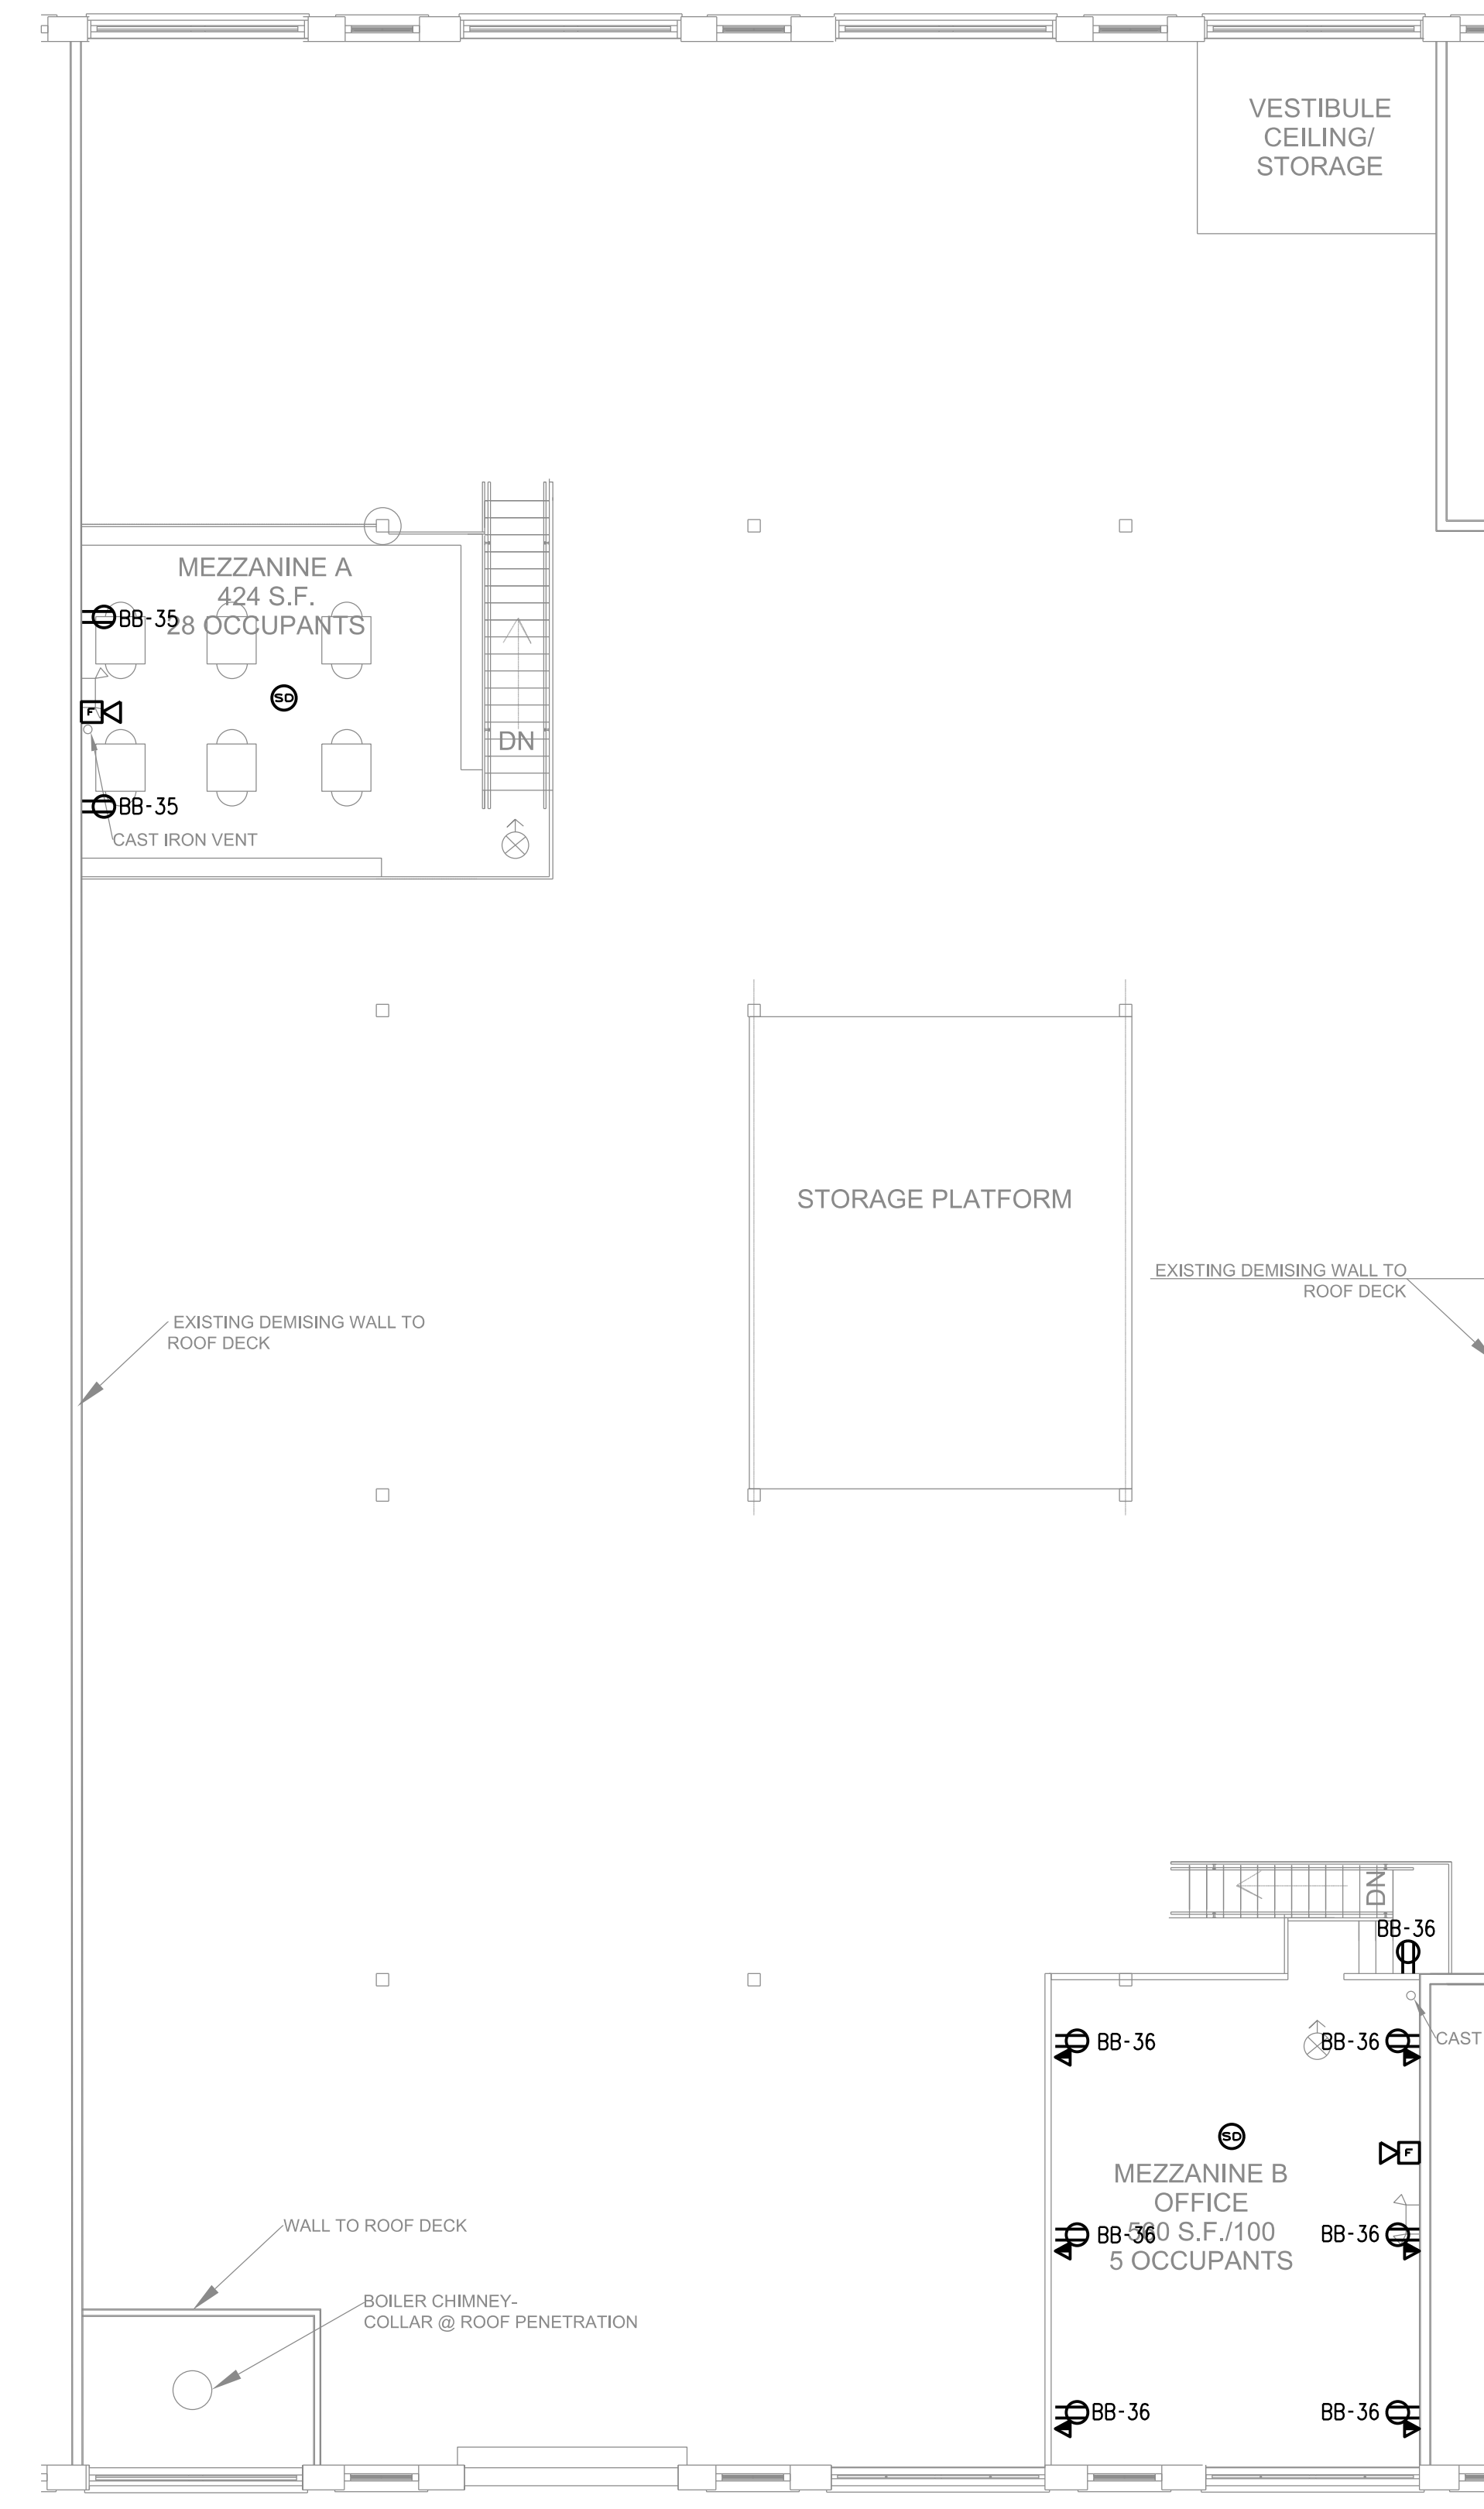 VESTIBULE
CEILING/
STORAGE
MEZZANINE A
424 S.F.
28 OCCUPANTS
BB-35
SD
F
DN
BB-35
CAST IRON VENT
STORAGE PLATFORM
EXISTING DEMISING WALL TO
ROOF DECK
EXISTING DEMISING WALL TO
ROOF DECK
DN
BB-36
BB-36
BB-36
CAST
SD
F
MEZZANINE B
OFFICE
S.F./100
5 OCCUPANTS
BB-36
BB-36
WALL TO ROOF DECK
BOILER CHIMNEY-
COLLAR @ ROOF PENETRATION
BB-36
BB-36